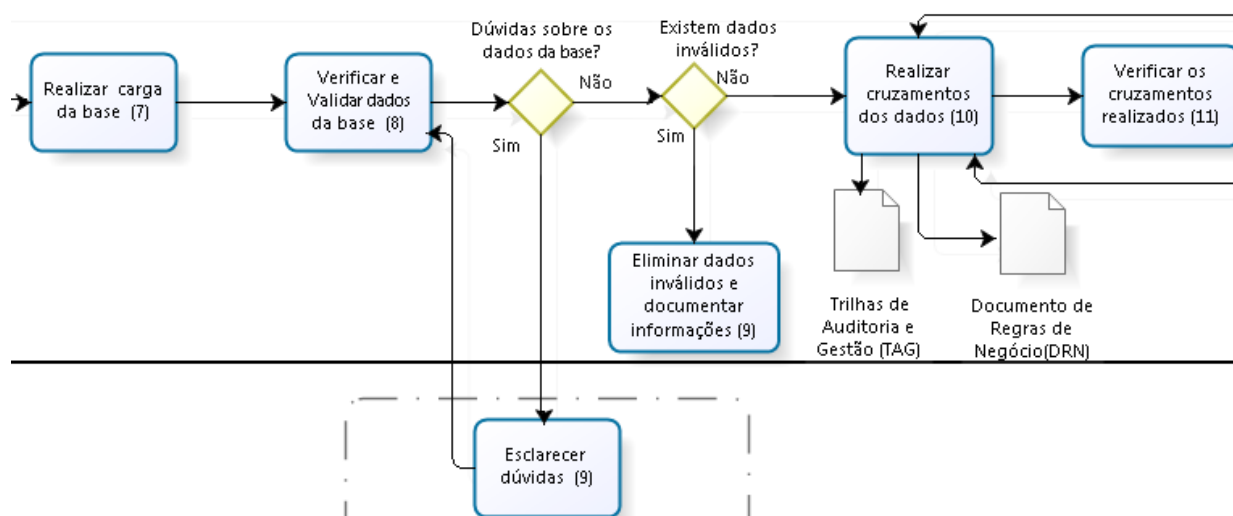 Realizar carga
da base (7)
Verificar e
Validar dados
da base (8)
Dúvidas sobre os
dados da base?
Não
Sim
Existem dados
inválidos?
Não
Sim
Realizar
cruzamentos
dos dados (10)
Verificar os
cruzamentos
realizados (11)
Eliminar dados
inválidos e
documentar
informações (9)
Trilhas de
Auditoria e
Gestão (TAG)
Documento de
Regras de
Negócio(DRN)
Esclarecer
dúvidas (9)